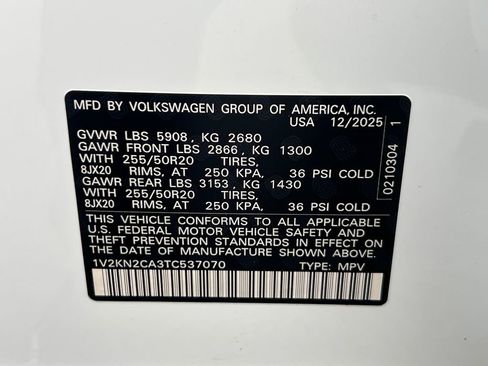 MFD BY VOLKSWAGEN GROUP OF AMERICA, INC.
USA 12/2025
GVWR LBS 5908, KG 2680
GAWR FRONT LBS 2866, KG 1300
WITH 255/50R20 TIRES,
8JX20 RIMS, AT 250 KPA, 36 PSI COLD
GAWR REAR LBS 3153, KG 1430
WITH 255/50R20 TIRES,
8JX20 RIMS, AT 250 KPA, 36 PSI COLD
THIS VEHICLE CONFORMS TO ALL APPLICABLE
U.S. FEDERAL MOTOR VEHICLE SAFETY AND
THEFT PREVENTION STANDARDS IN EFFECT ON
THE DATE OF MANUFACTURE SHOWN ABOVE
1V2KN2CA3TC537070 TYPE: MPV
0210304 1